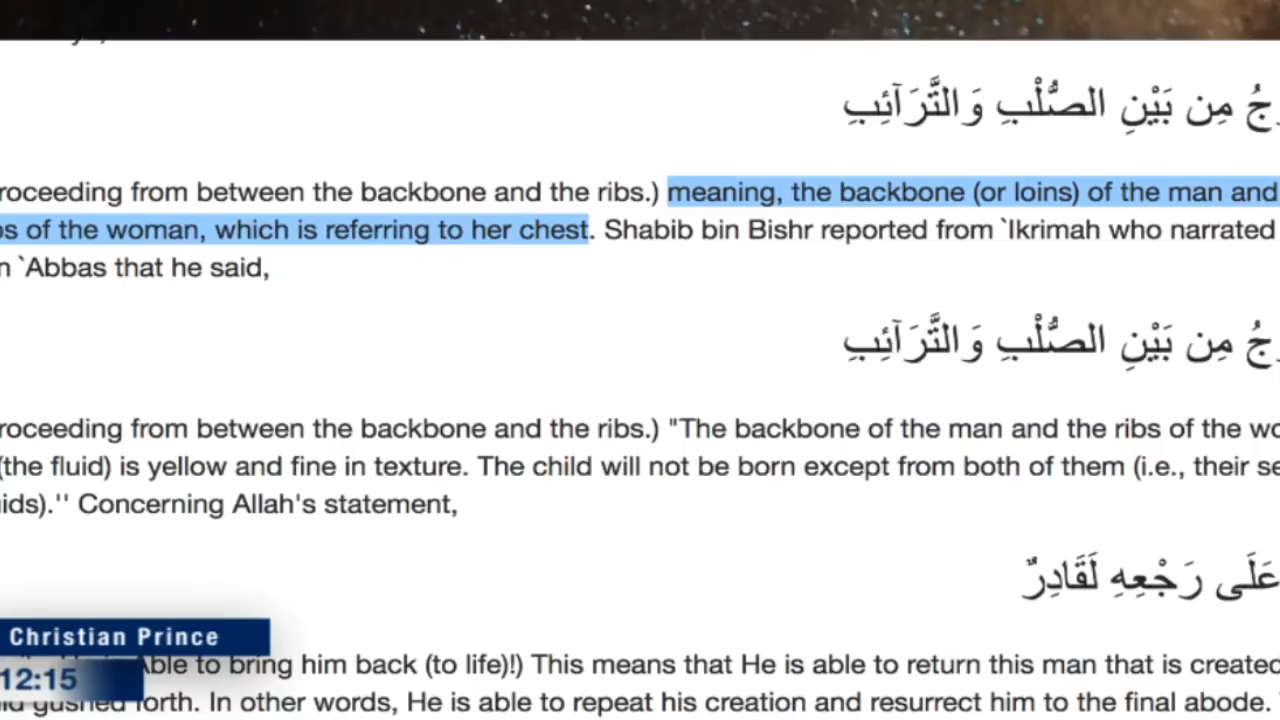 مِن بَيْنِ الصُّلْبِ وَالتَّرَآئِبِ
roceeding from between the backbone and the ribs.) meaning, the backbone (or loins) of the man and
of the woman, which is referring to her chest. Shabib bin Bishr reported from `Ikrimah who narrated
`Abbas that he said,
مِن بَيْنِ الصُّلْبِ وَالتَّرَآئِبِ
roceeding from between the backbone and the ribs.) "The backbone of the man and the ribs of the wo
(the fluid) is yellow and fine in texture. The child will not be born except from both of them (i.e., their se
ids).'' Concerning Allah's statement,
عَلَى رَجْعِهِ لَقَادِرٌ
Christian Prince
Able to bring him back (to life)!) This means that He is able to return this man that is created
12:15
gushed forth. In other words, He is able to repeat his creation and resurrect him to the final abode.